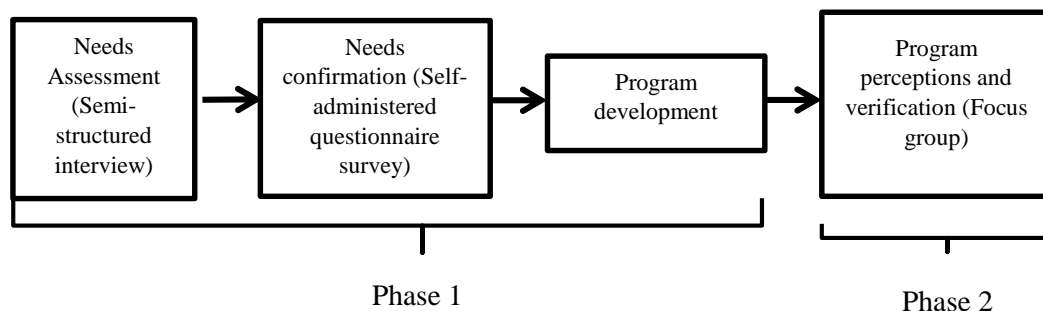 Needs
Assessment
(Semi-
structured
interview)
Needs
confirmation (Self-
administered
questionnaire
survey)
Program
development
Program
perceptions and
verification (Focus
group)
Phase 1
Phase 2